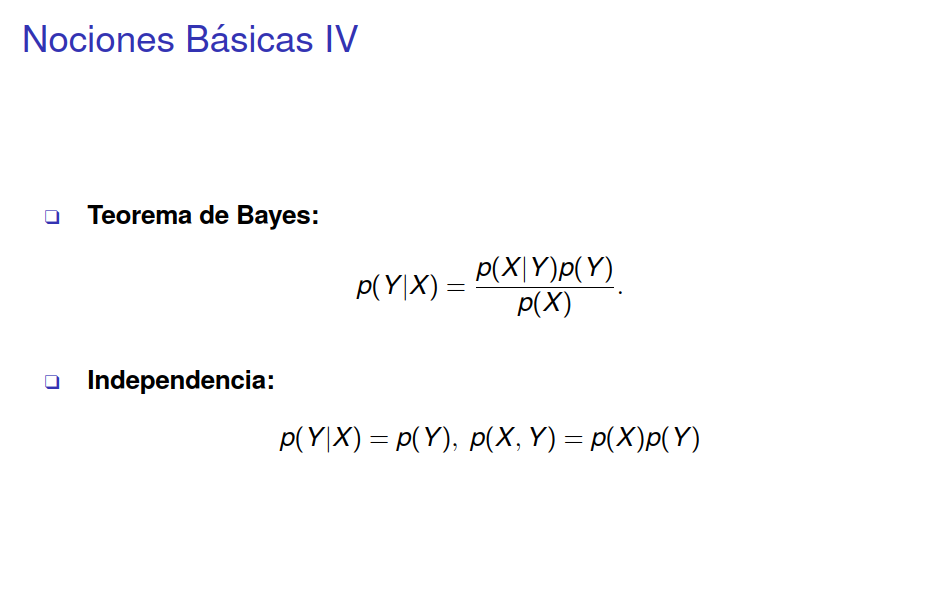 Nociones Básicas IV
❏ Teorema de Bayes:
p(Y|X) = p(X|Y)p(Y) / p(X).
❏ Independencia:
p(Y|X) = p(Y), p(X, Y) = p(X)p(Y)